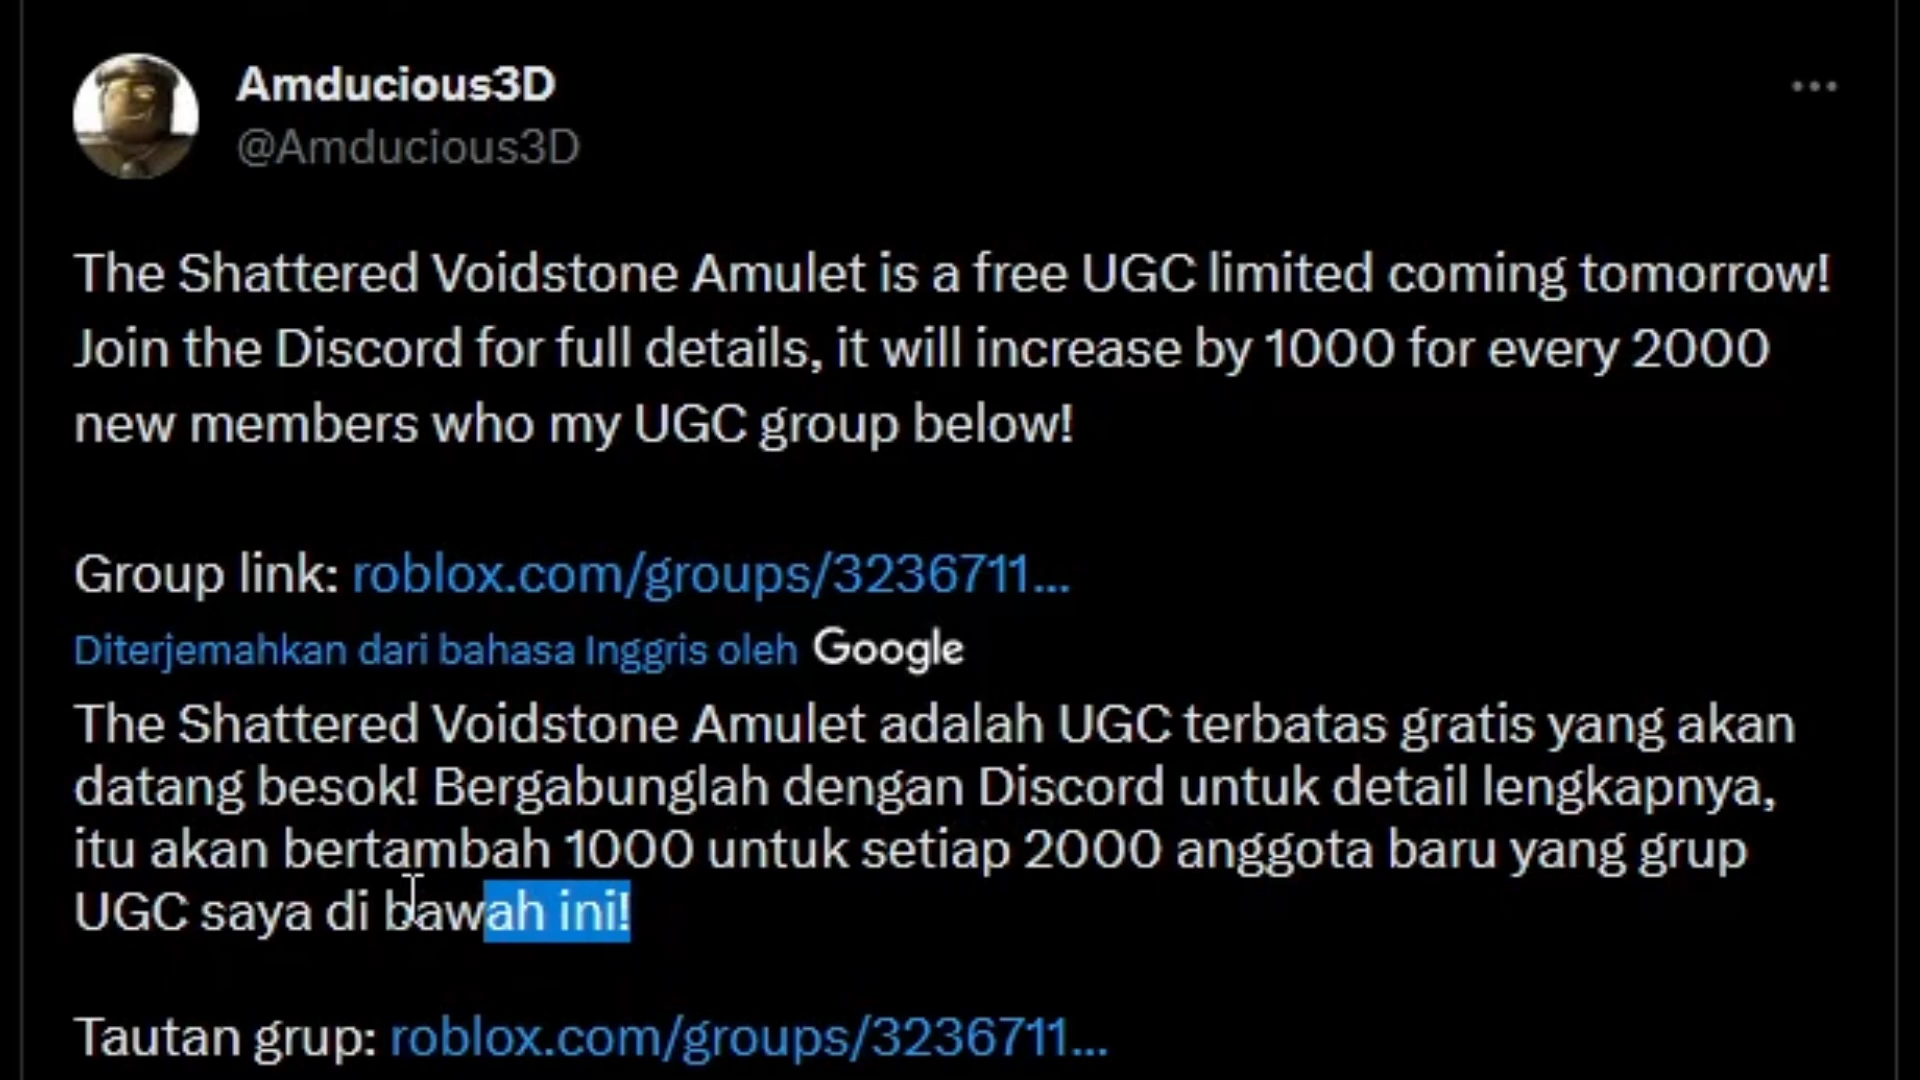 Amducious3D
@Amducious3D
The Shattered Voidstone Amulet is a free UGC limited coming tomorrow!
Join the Discord for full details, it will increase by 1000 for every 2000
new members who my UGC group below!
Group link: roblox.com/groups/3236711...
Diterjemahkan dari bahasa Inggris oleh Google
The Shattered Voidstone Amulet adalah UGC terbatas gratis yang akan
datang besok! Bergabunglah dengan Discord untuk detail lengkapnya,
itu akan bertambah 1000 untuk setiap 2000 anggota baru yang grup
UGC saya di bawah ini!
Tautan grup: roblox.com/groups/3236711...